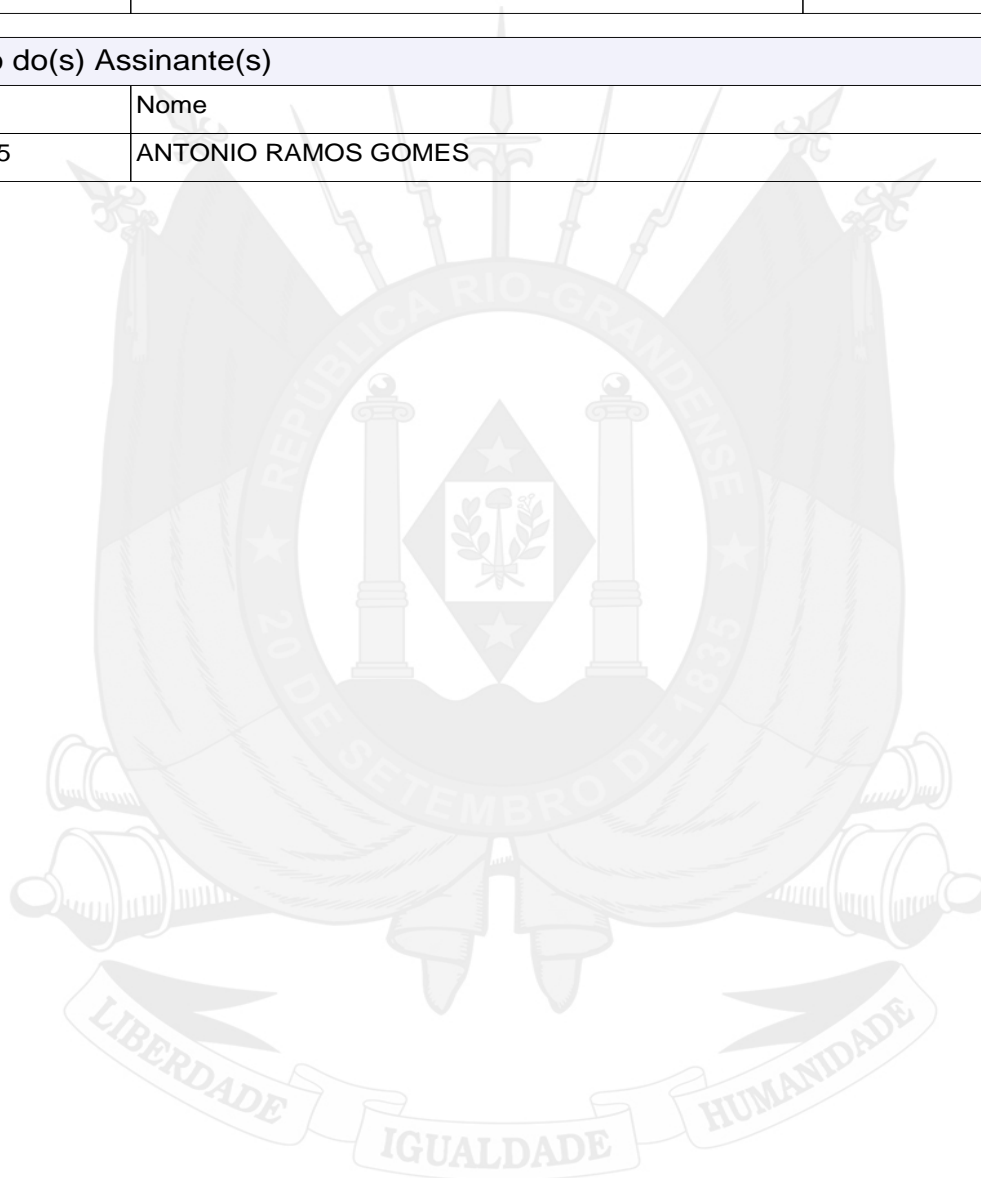 o do(s) Assinante(s)
Nome
5 ANTONIO RAMOS GOMES
REPÚBLICA RIO-GRANDENSE
20 DE SETEMBRO DE 1835
LIBERDADE IGUALDADE HUMANIDADE